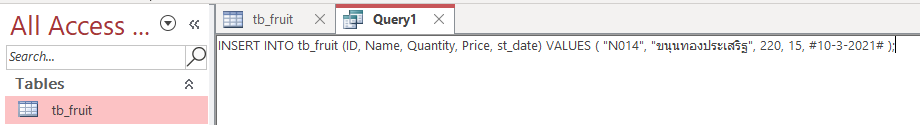 All Access ...
tb_fruit
Query1
Search...
INSERT INTO tb_fruit (ID, Name, Quantity, Price, st_date) VALUES ( "N014", "ขนุนทองประเสริฐ", 220, 15, #10-3-2021# );
Tables
tb_fruit